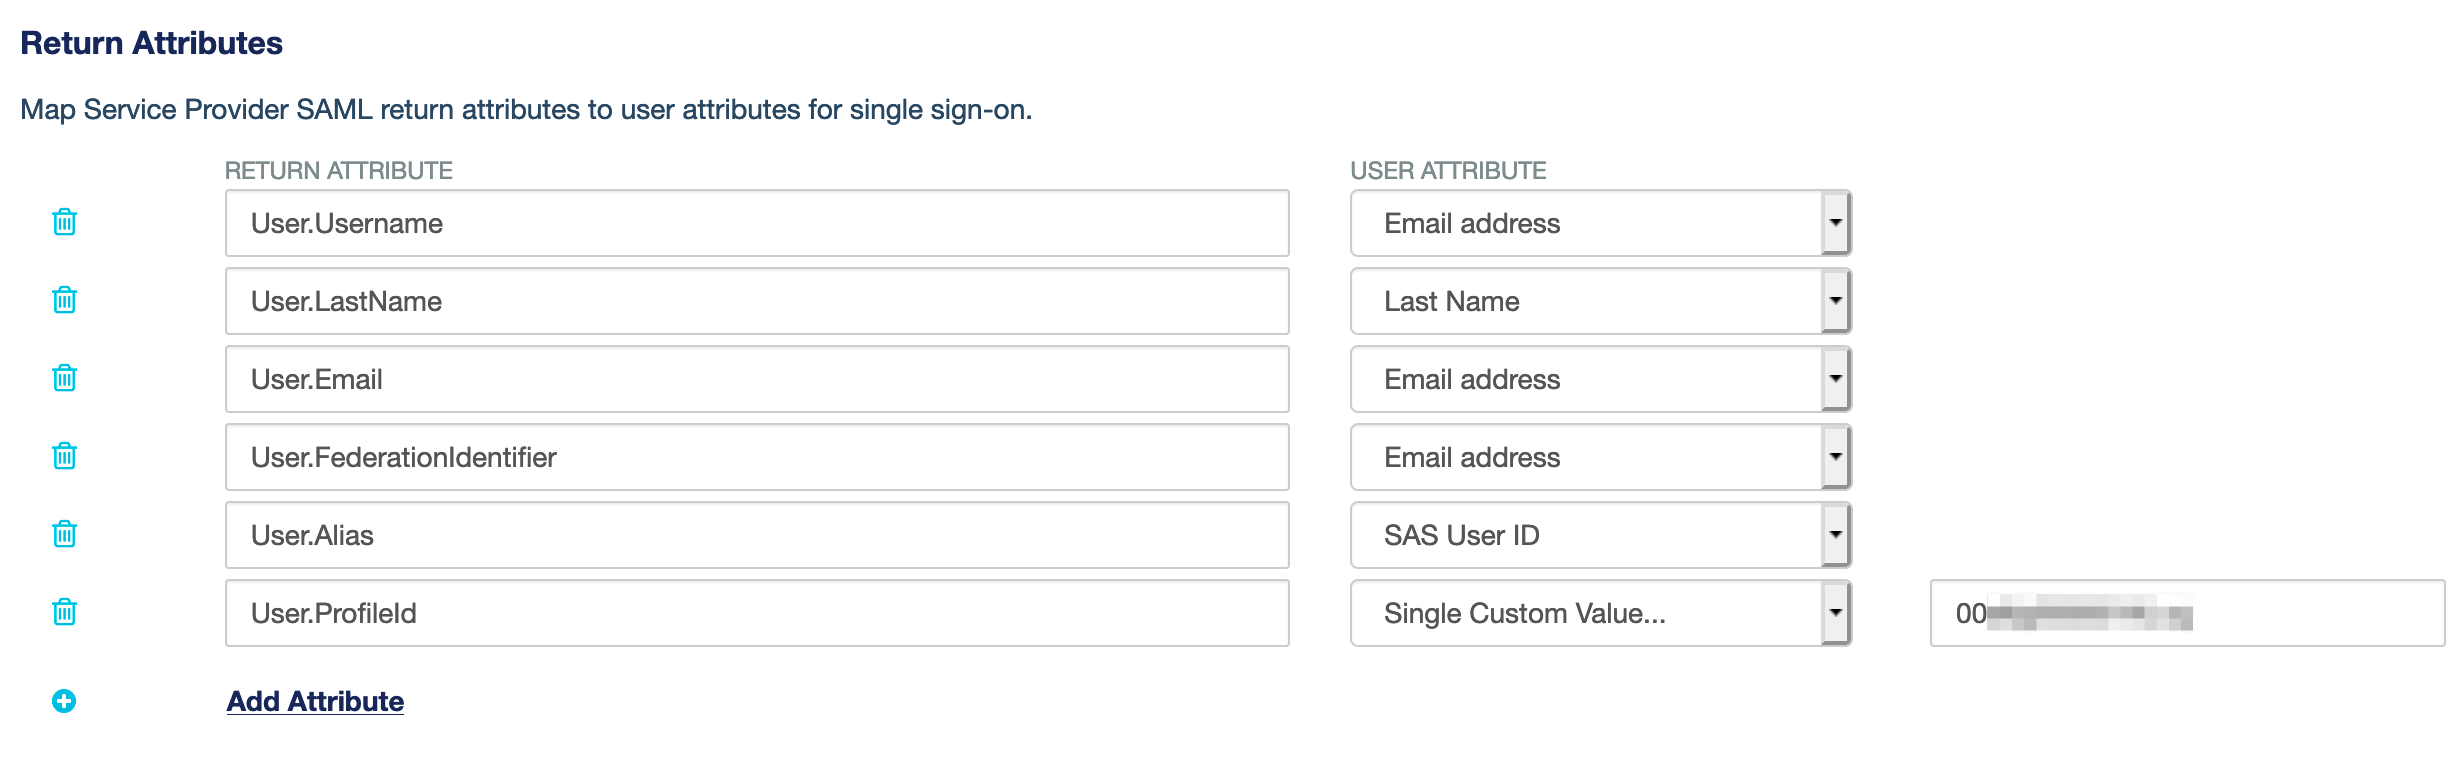 Return Attributes
Map Service Provider SAML return attributes to user attributes for single sign-on.
RETURN ATTRIBUTE USER ATTRIBUTE
User.Username Email address
User.LastName Last Name
User.Email Email address
User.FederationIdentifier Email address
User.Alias SAS User ID
User.ProfileId Single Custom Value... 00
Add Attribute